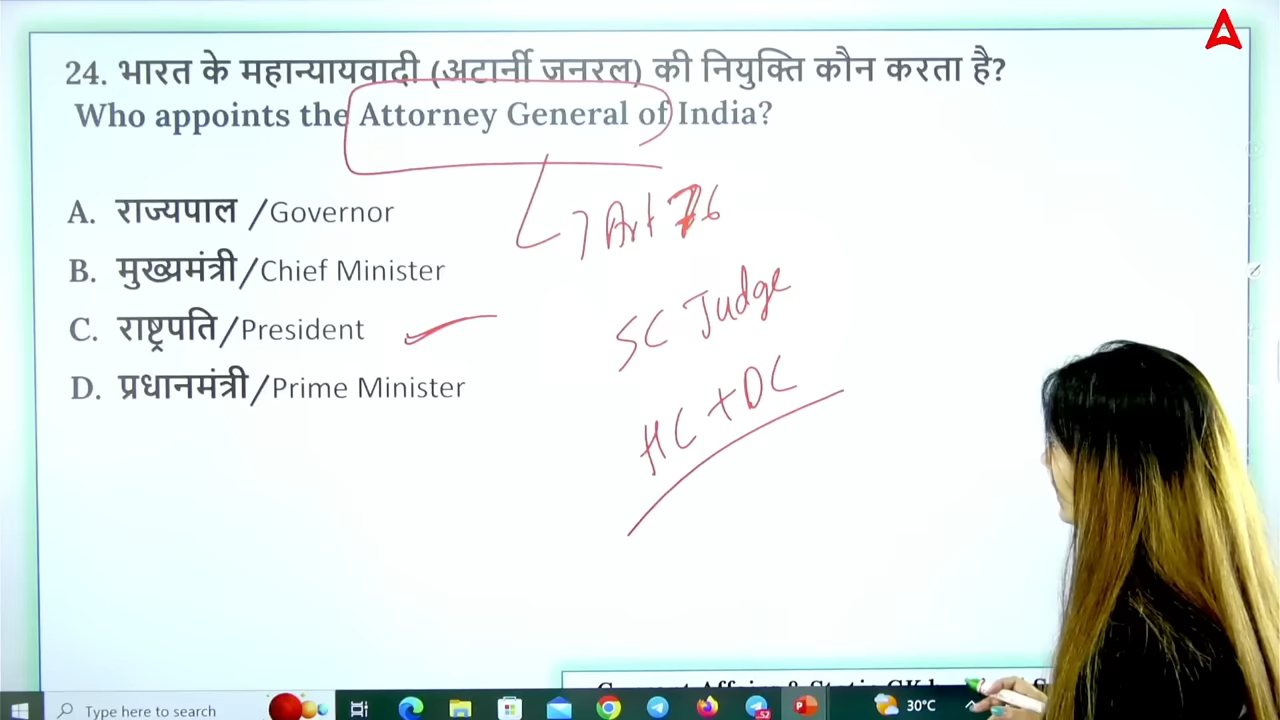 24. भारत के महान्यायवादी (अटार्नी जनरल) की नियुक्ति कौन करता है?
Who appoints the Attorney General of India?
A. राज्यपाल /Governor
B. मुख्यमंत्री/Chief Minister
C. राष्ट्रपति/President
D. प्रधानमंत्री/Prime Minister
Art 76
SC Judge
HC + DC
Type here to search
52
30°C